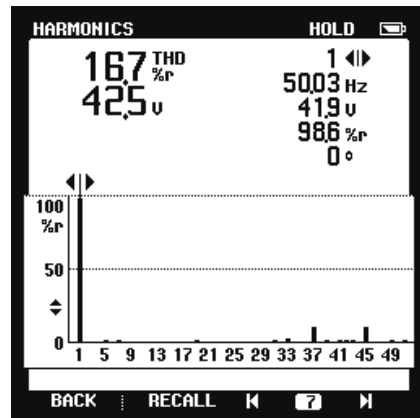 HARMONICS HOLD
16,7 THD %r
42,5 V
1
50,03 Hz
41,9 V
98,6 %r
0 °
100
%r
50
0
1 5 9 13 17 21 25 29 33 37 41 45 49
BACK RECALL 7